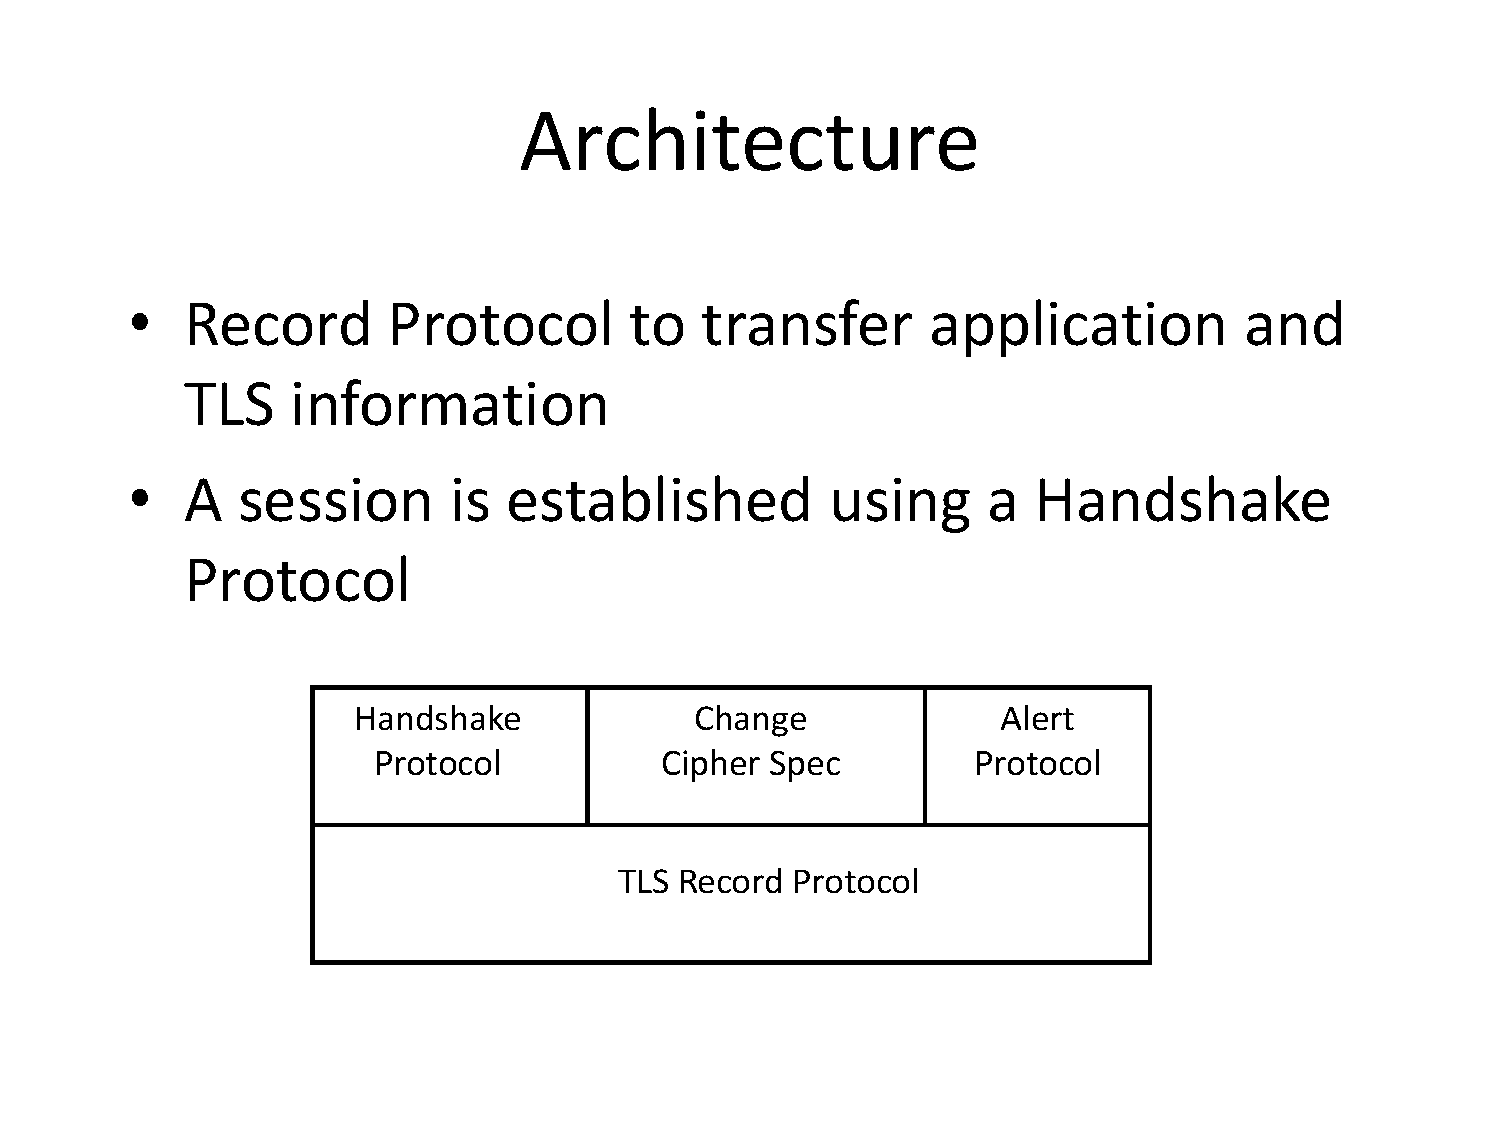 Architecture
• Record Protocol to transfer application and
TLS information
• A session is established using a Handshake
Protocol
Handshake
Protocol
Change
Cipher Spec
Alert
Protocol
TLS Record Protocol